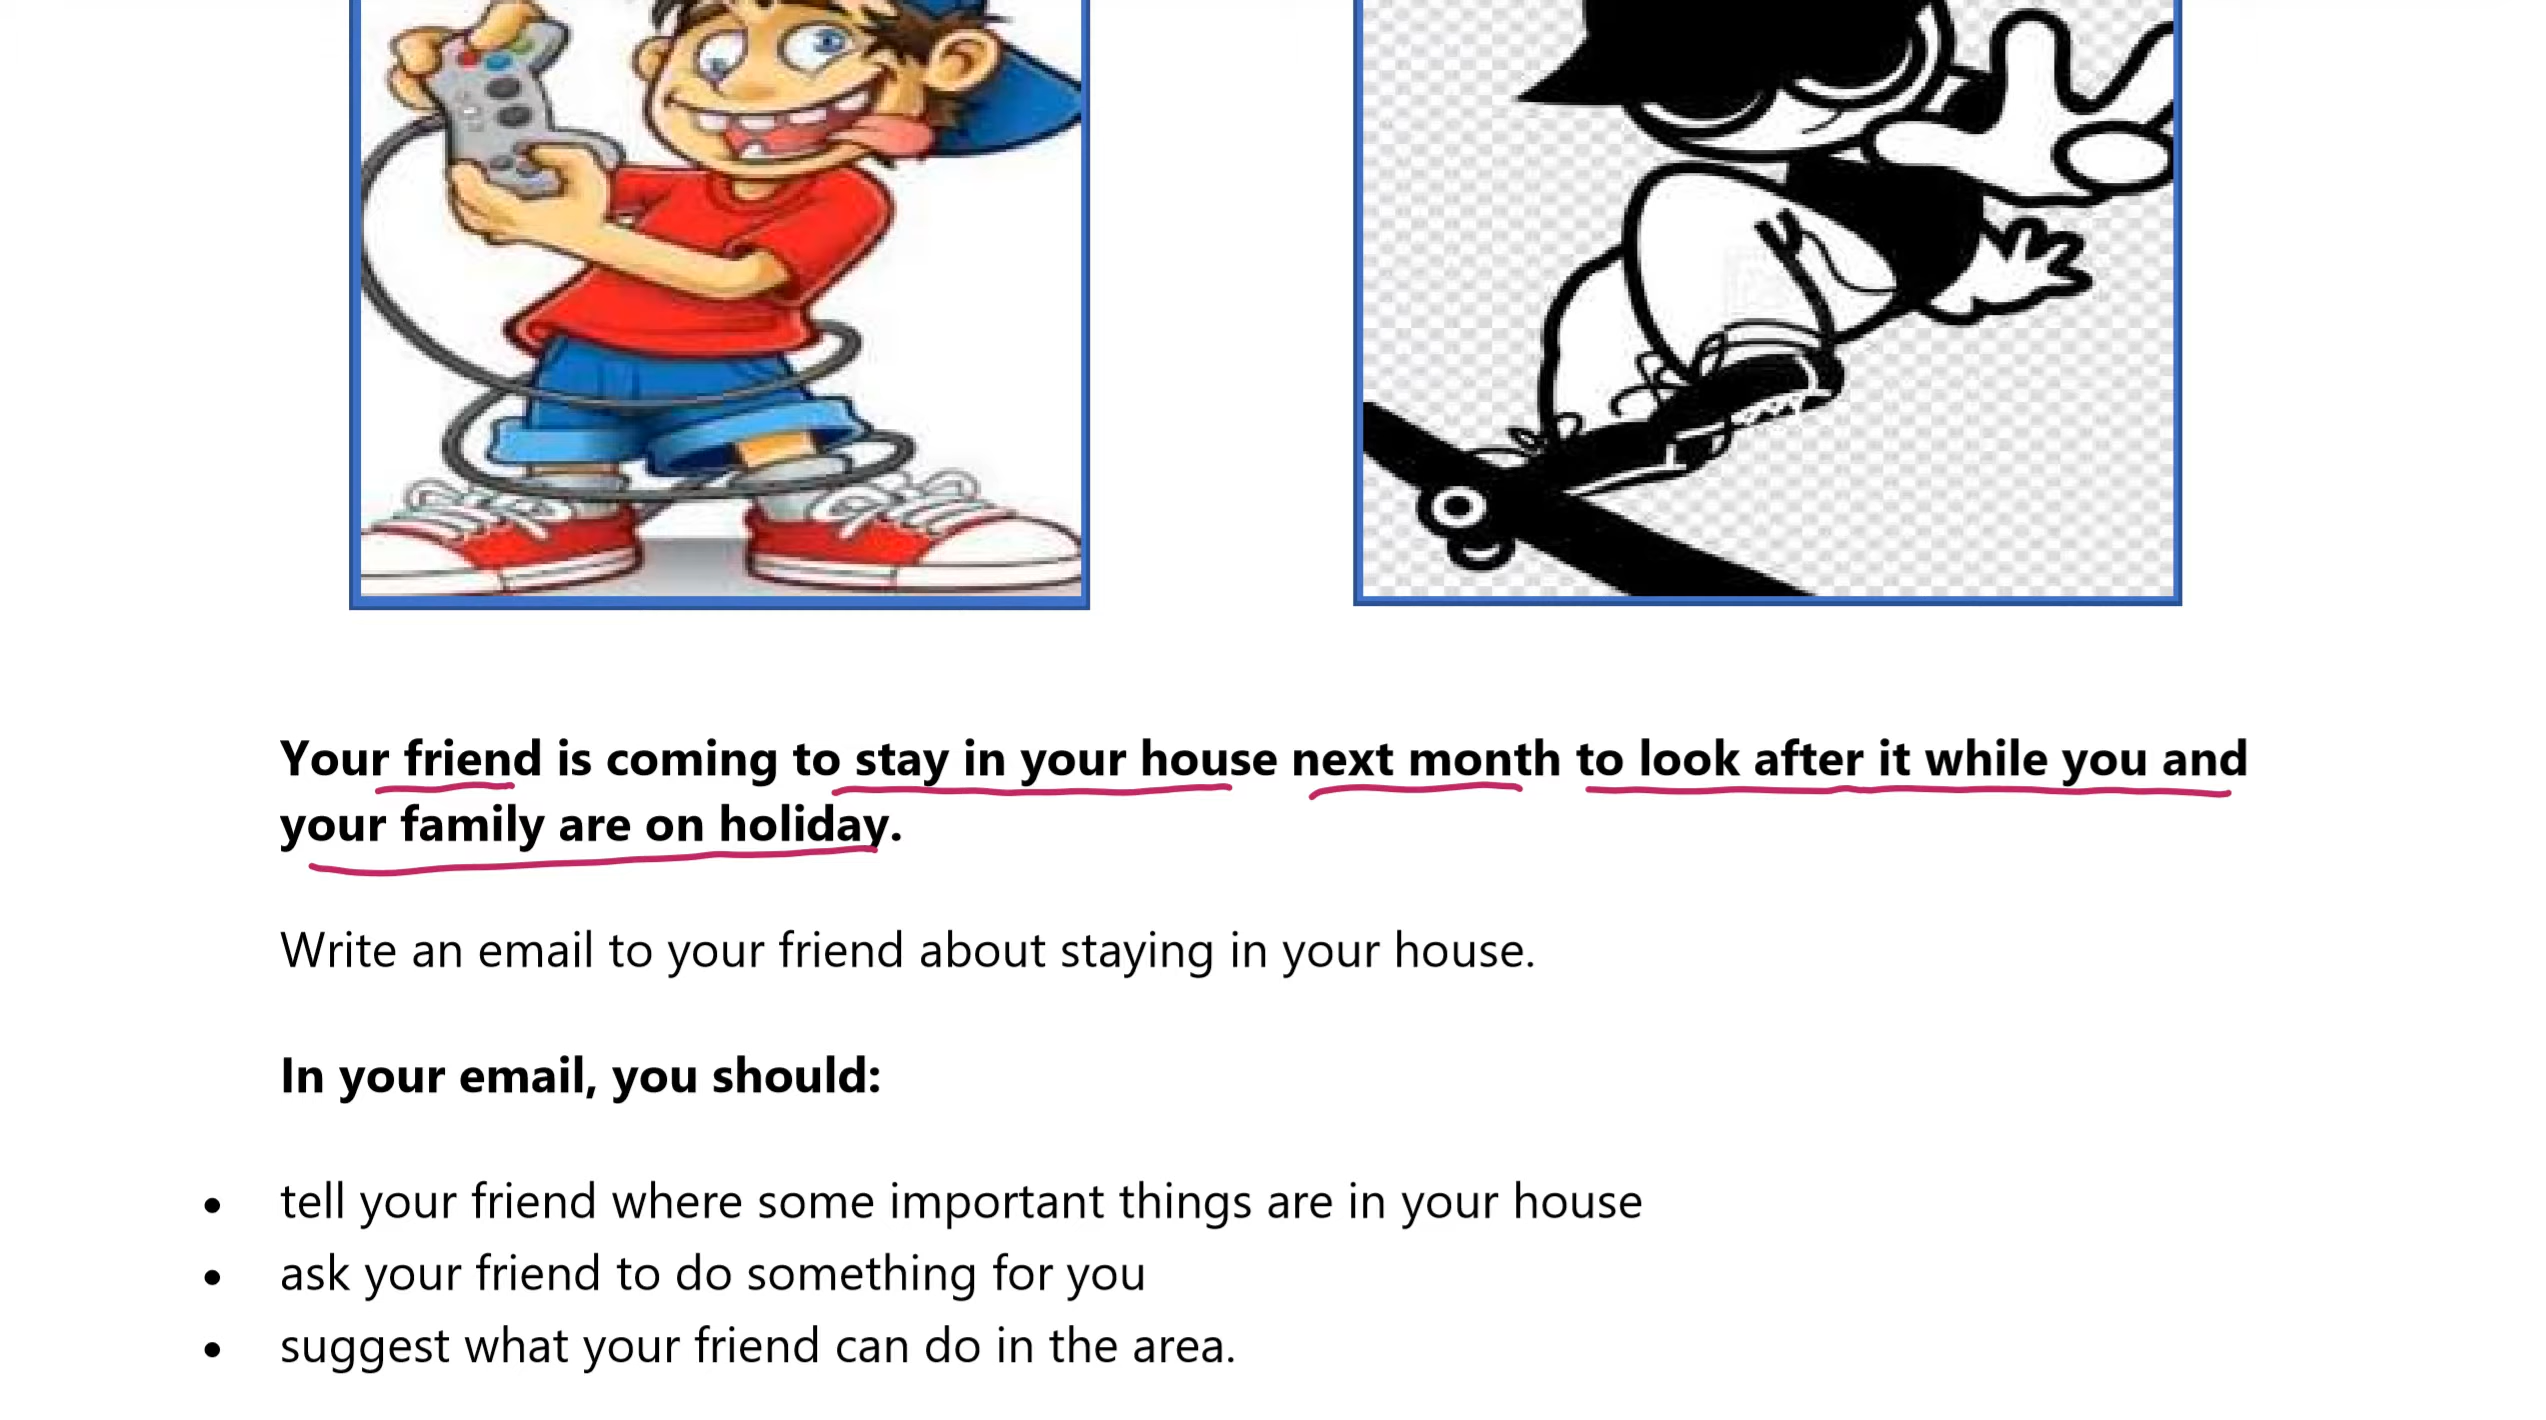 Your friend is coming to stay in your house next month to look after it while you and
your family are on holiday.
Write an email to your friend about staying in your house.
In your email, you should:
• tell your friend where some important things are in your house
• ask your friend to do something for you
• suggest what your friend can do in the area.